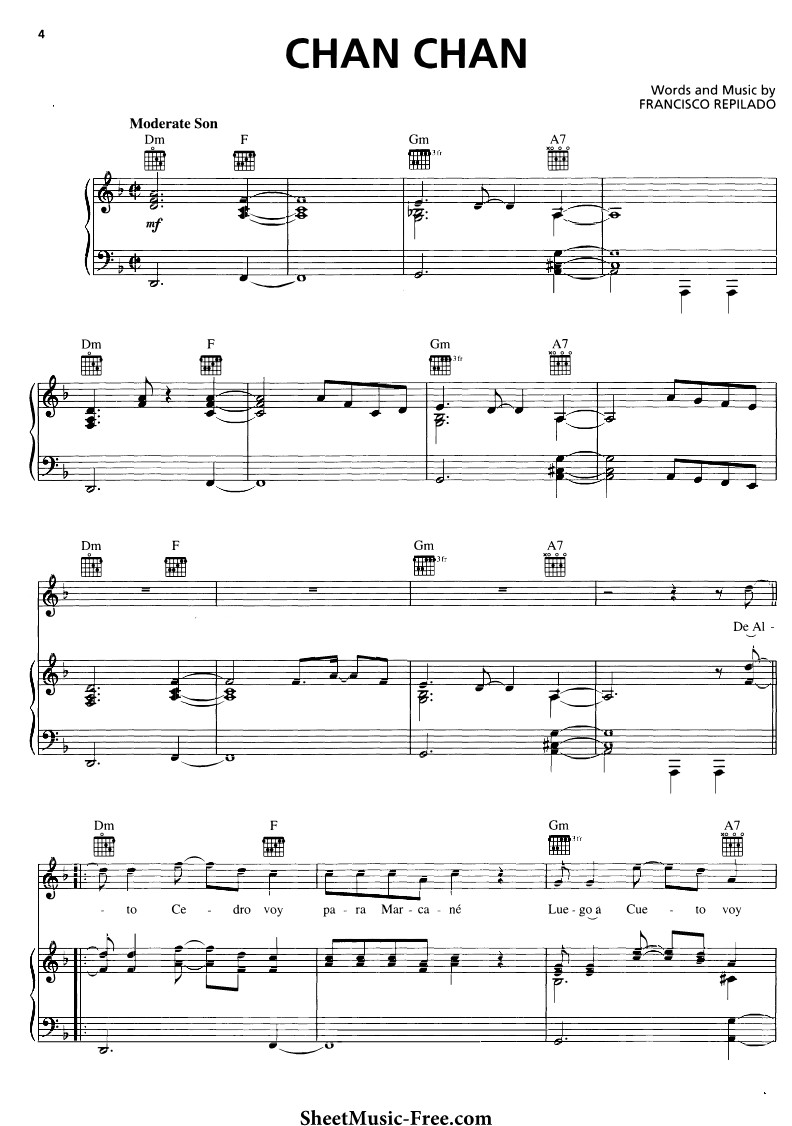 4
CHAN CHAN
Words and Music by
FRANCISCO REPILADO
Moderate Son
Dm F Gm A7
3fr
mf
Dm F Gm A7
3fr
Dm F Gm A7
3fr
De Al -
Dm F Gm A7
3fr
- to Ce - dro voy pa - ra Mar - ca - né Lue - go a Cue - to voy
SheetMusic-Free.com